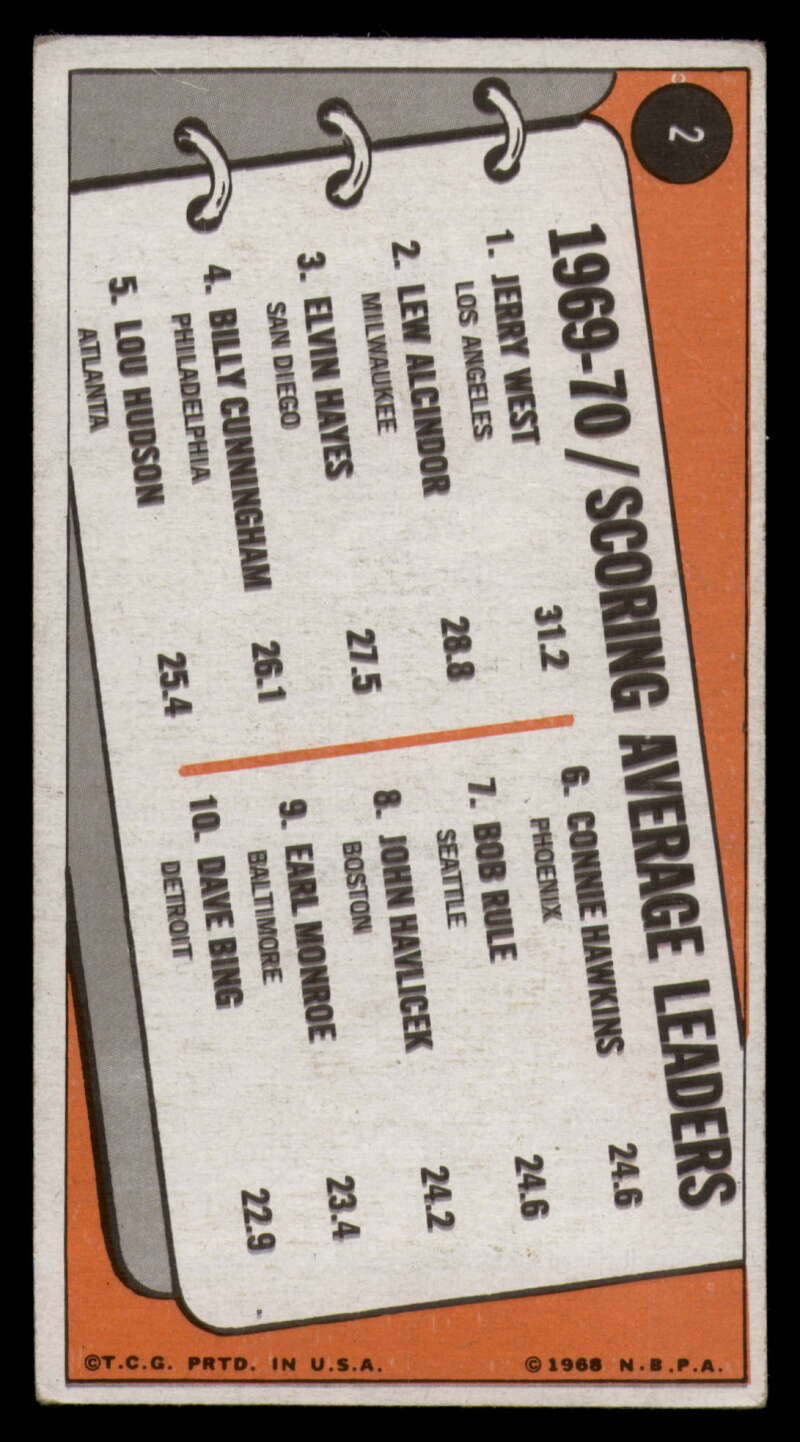 2
1969-70/SCORING AVERAGE LEADERS
1. JERRY WEST 31.2
LOS ANGELES
2. LEW ALCINDOR 28.8
MILWAUKEE
3. ELVIN HAYES 27.5
SAN DIEGO
4. BILLY CUNNINGHAM 26.1
PHILADELPHIA
5. LOU HUDSON 25.4
ATLANTA
6. CONNIE HAWKINS 24.6
PHOENIX
7. BOB RULE 24.6
SEATTLE
8. JOHN HAVLICEK 24.2
BOSTON
9. EARL MONROE 23.4
BALTIMORE
10. DAVE BING 22.9
DETROIT
©T.C.G. PRTD. IN U.S.A.
©1968 N.B.P.A.